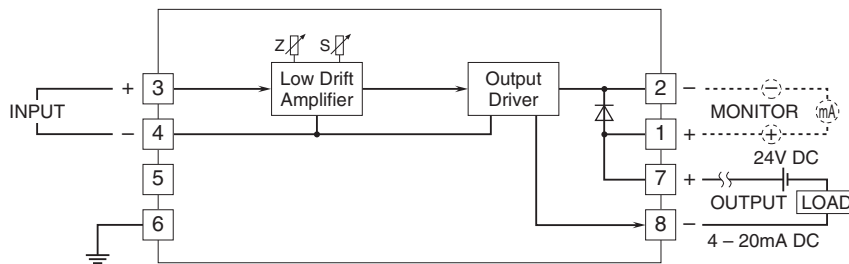 Z S
+ 3 Low Drift Amplifier Output Driver 2 − −
INPUT MONITOR mA
− 4 1 + +
24V DC
5 7 +
OUTPUT LOAD
6 8 −
4 – 20mA DC